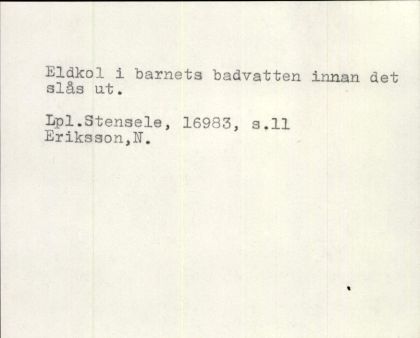 Eldkol i barnets badvatten innan det
slås ut.
Lpl.Stensele, 16983, s.11
Eriksson,N.